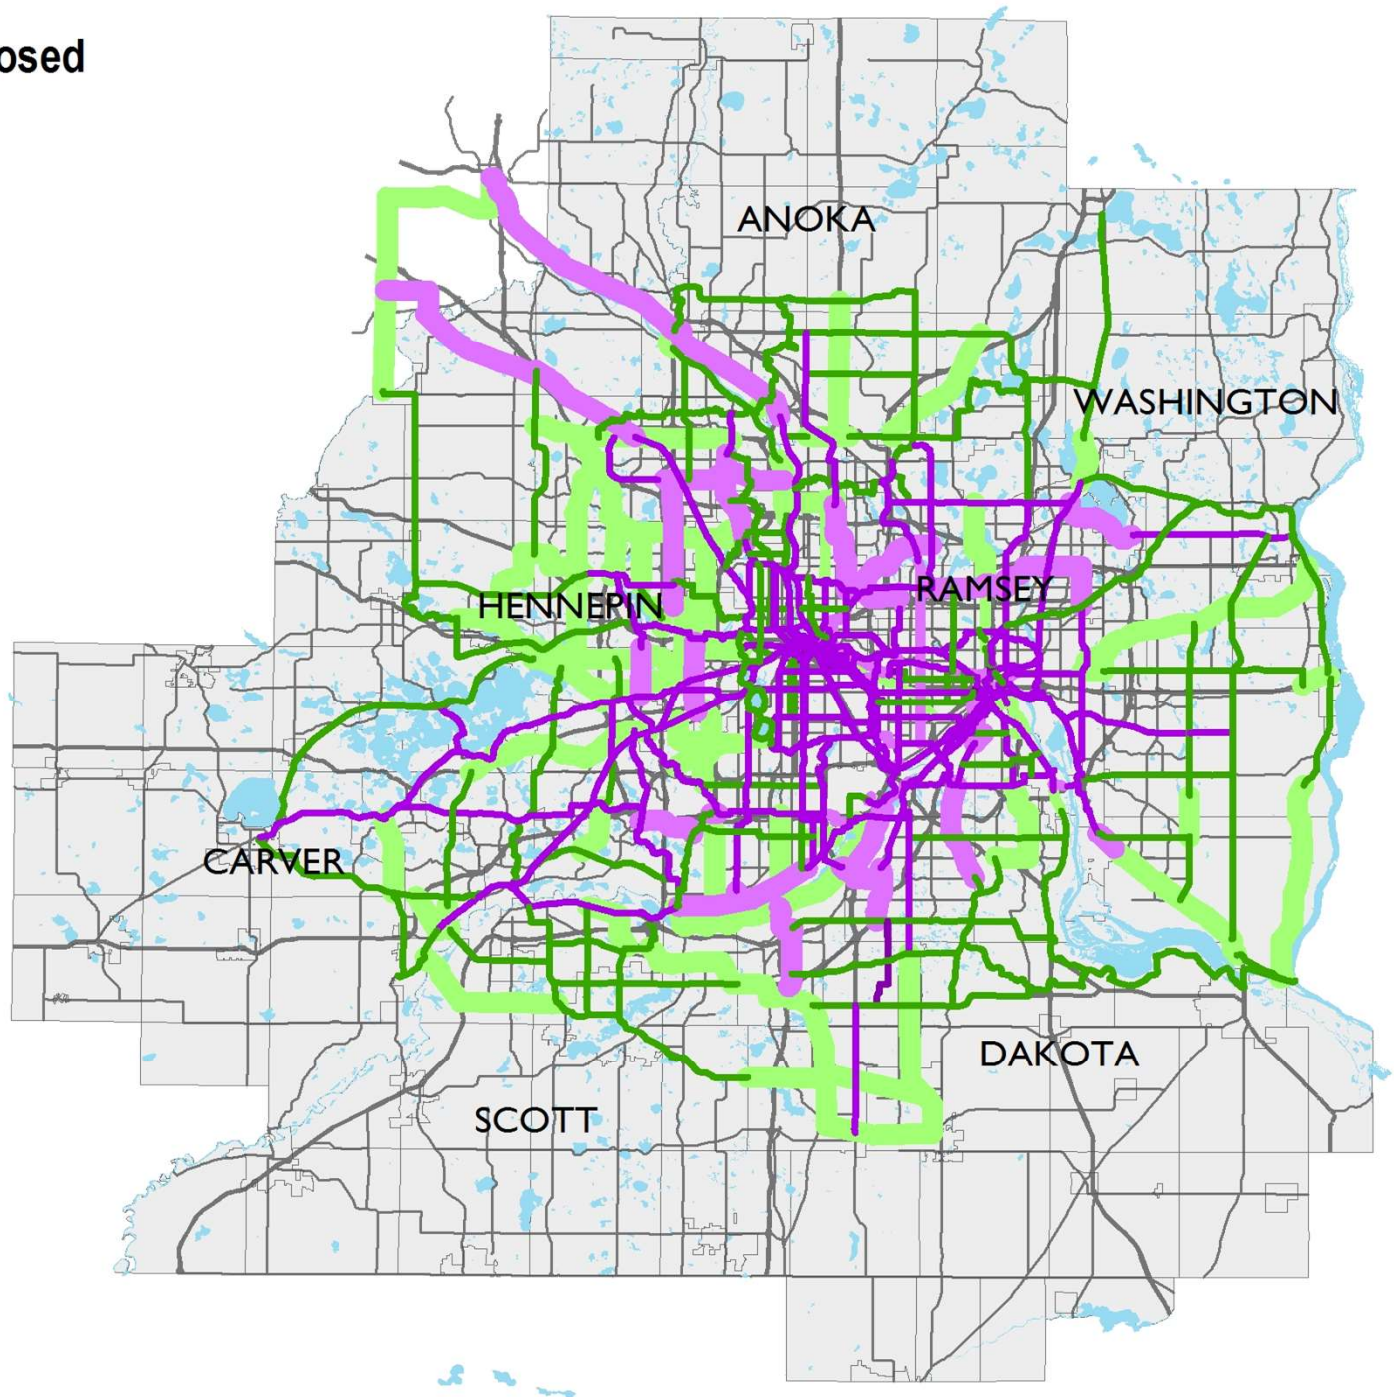 osed
ANOKA
WASHINGTON
RAMSEY
HENNEPIN
CARVER
DAKOTA
SCOTT